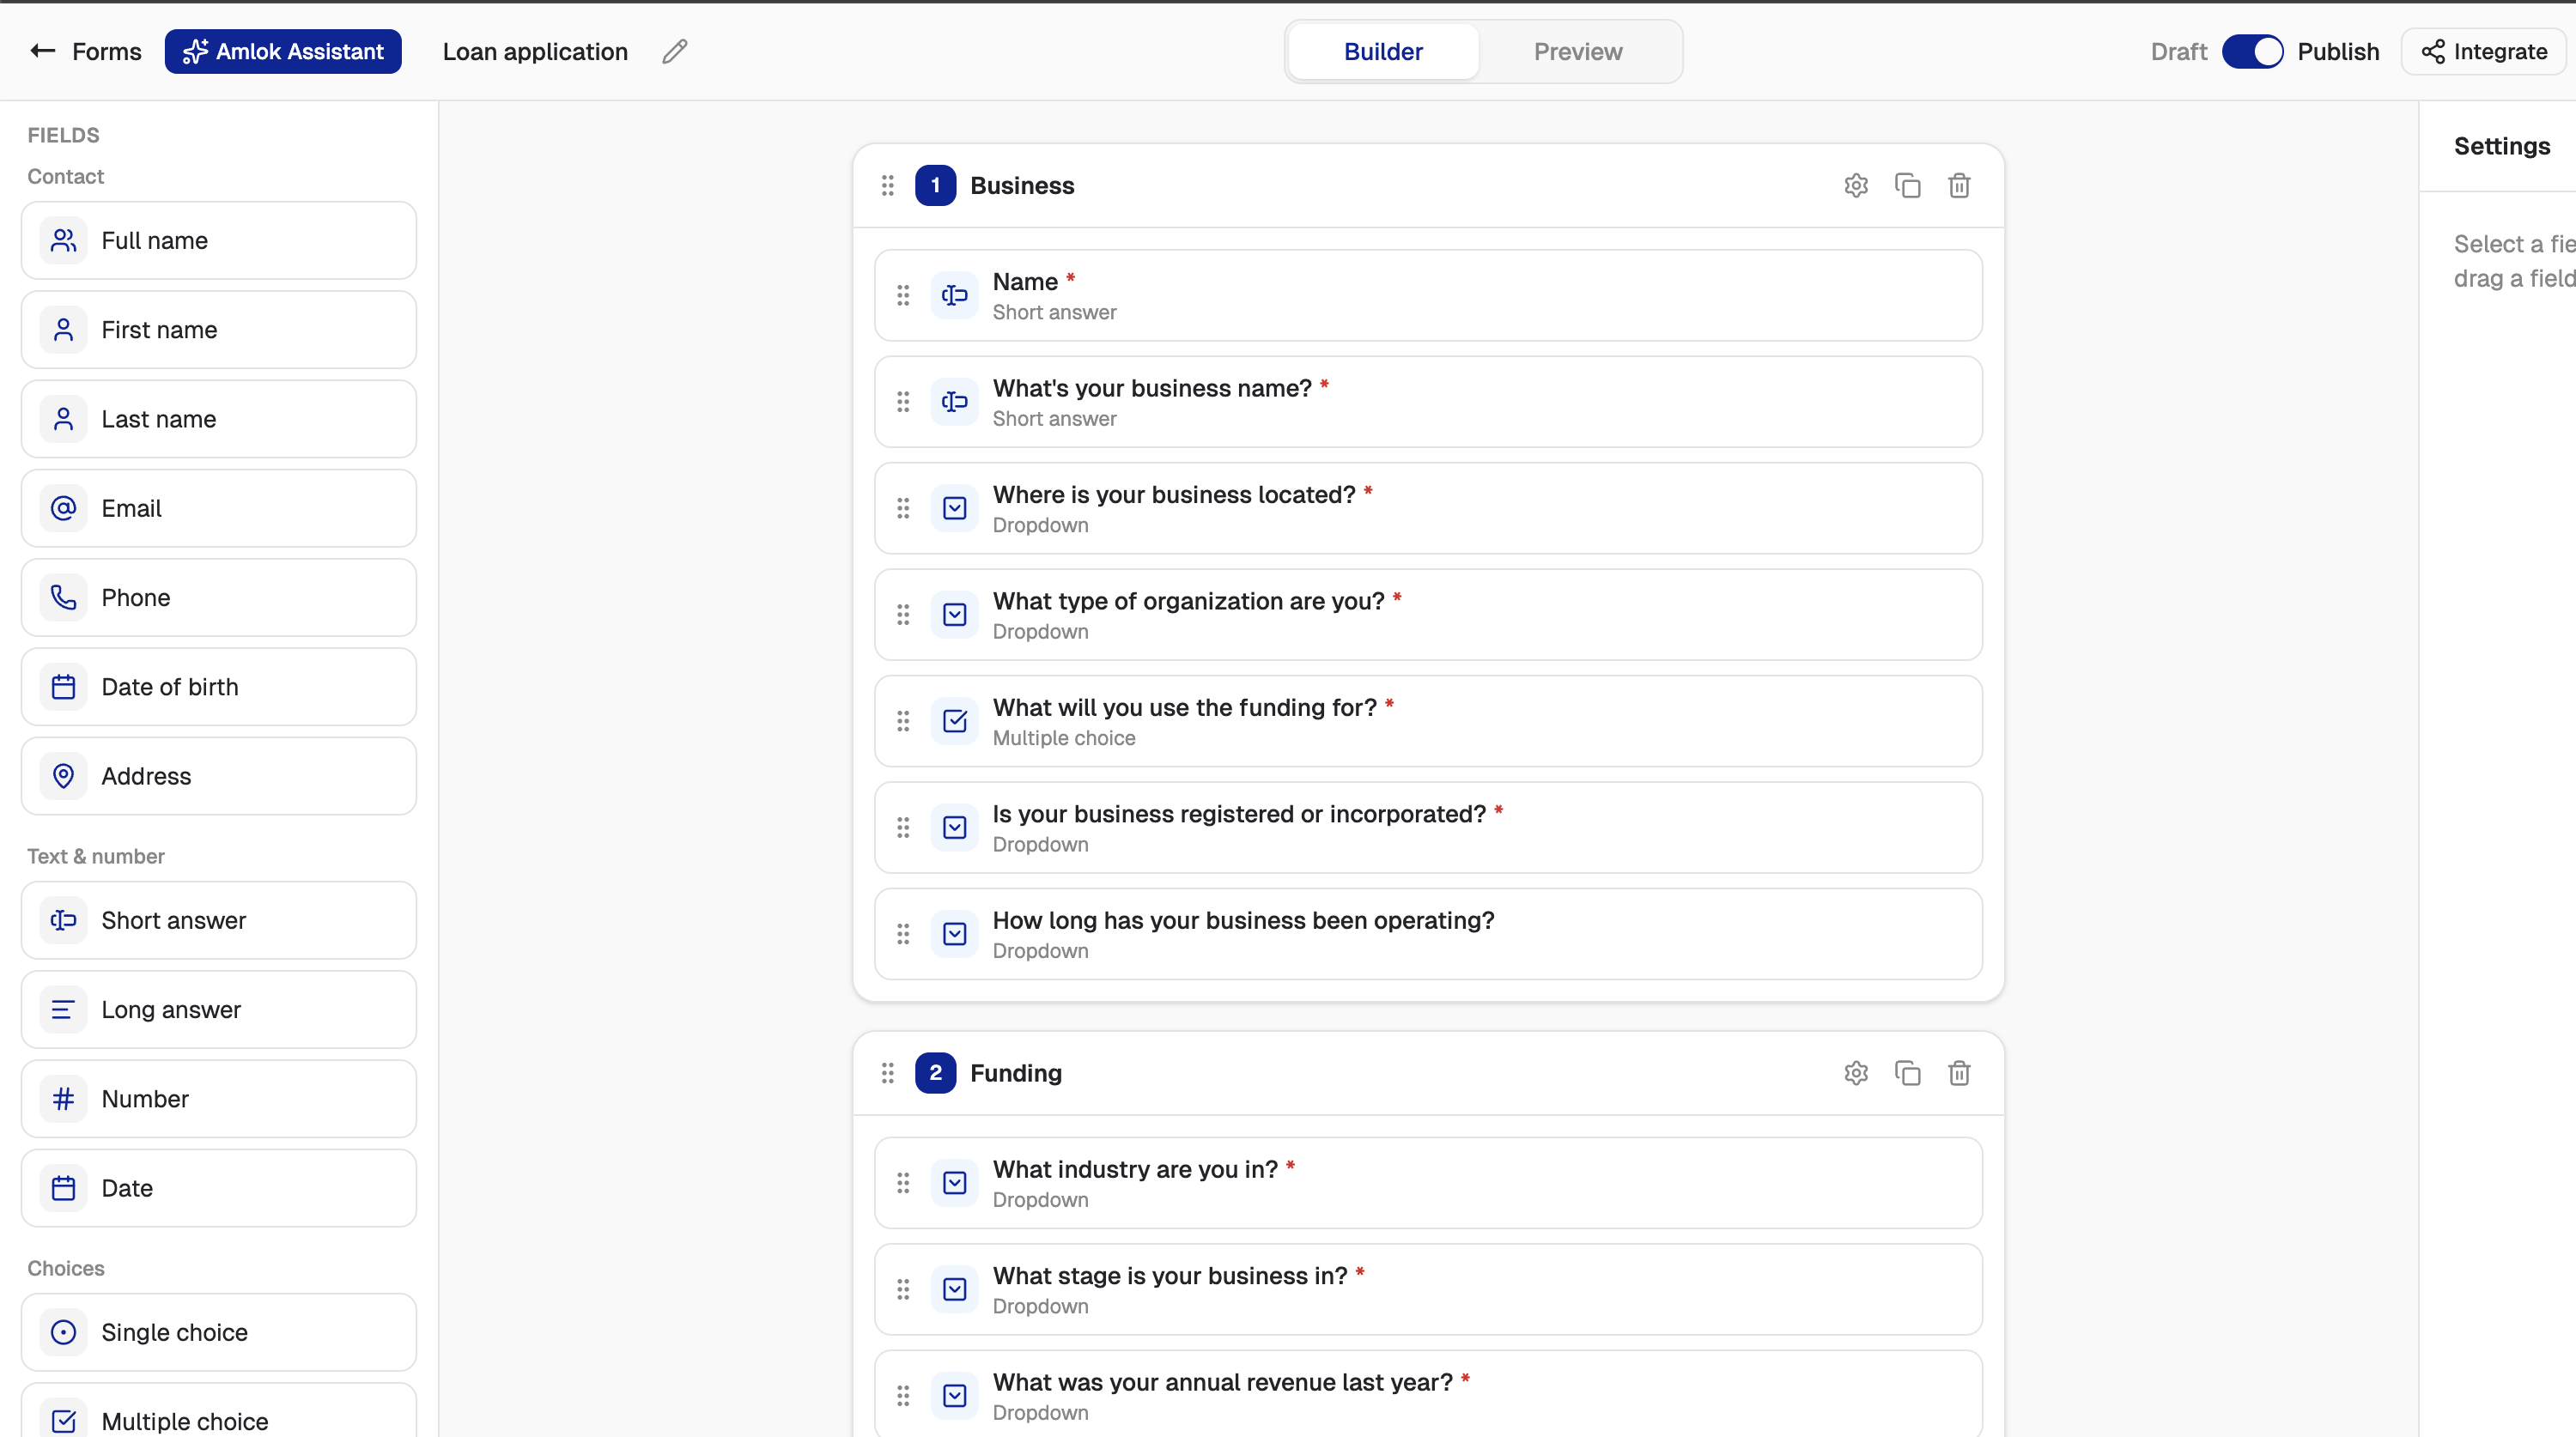 Forms
Amlok Assistant
Loan application
Builder
Preview
Draft
Publish
Integrate
FIELDS
Contact
Full name
First name
Last name
Email
Phone
Date of birth
Address
Text & number
Short answer
Long answer
Number
Date
Choices
Single choice
Multiple choice
1 Business
Name *
Short answer
What's your business name? *
Short answer
Where is your business located? *
Dropdown
What type of organization are you? *
Dropdown
What will you use the funding for? *
Multiple choice
Is your business registered or incorporated? *
Dropdown
How long has your business been operating?
Dropdown
2 Funding
What industry are you in? *
Dropdown
What stage is your business in? *
Dropdown
What was your annual revenue last year? *
Dropdown
Settings
Select a fie
drag a field